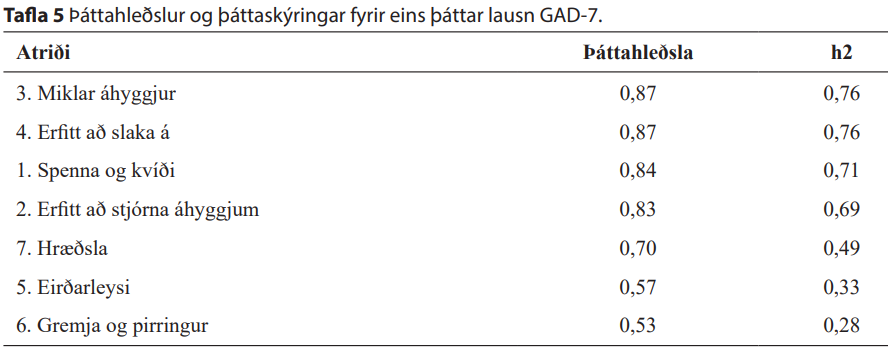 Tafla 5 Þáttahleðslur og þáttaskýringar fyrir eins þáttar lausn GAD-7.
Atriði Þáttahleðsla h2
3. Miklar áhyggjur 0,87 0,76
4. Erfitt að slaka á 0,87 0,76
1. Spenna og kvíði 0,84 0,71
2. Erfitt að stjórna áhyggjum 0,83 0,69
7. Hræðsla 0,70 0,49
5. Eirðarleysi 0,57 0,33
6. Gremja og pirringur 0,53 0,28